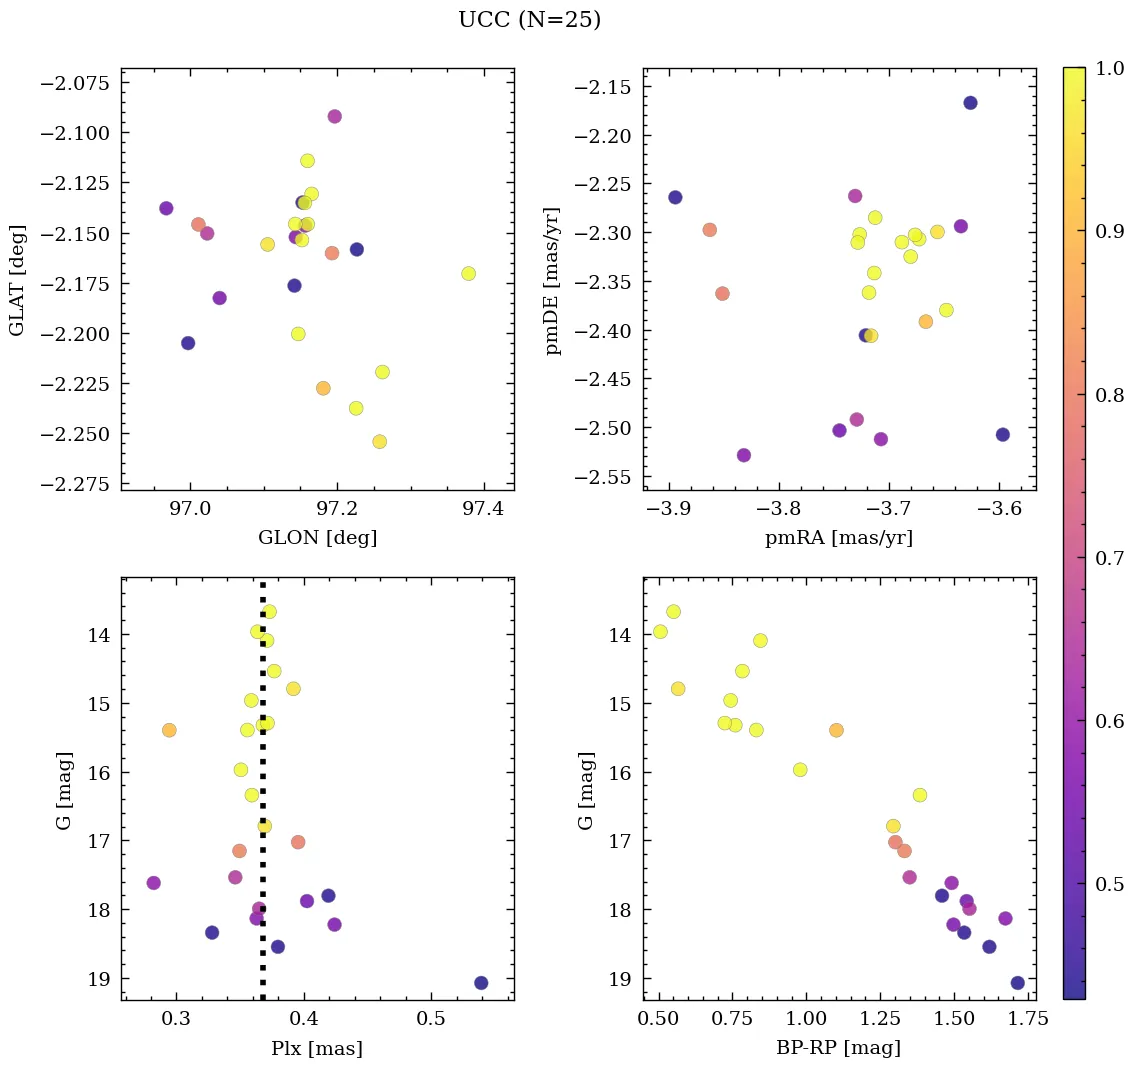 UCC (N=25)
−2.075
−2.100
−2.125
−2.150
−2.175
−2.200
−2.225
−2.250
−2.275
GLAT [deg]
97.0 97.2 97.4
GLON [deg]
−2.15
−2.20
−2.25
−2.30
−2.35
−2.40
−2.45
−2.50
−2.55
pmDE [mas/yr]
−3.9 −3.8 −3.7 −3.6
pmRA [mas/yr]
14
15
16
17
18
19
G [mag]
0.3 0.4 0.5
Plx [mas]
14
15
16
17
18
19
G [mag]
0.50 0.75 1.00 1.25 1.50 1.75
BP-RP [mag]
1.0
0.9
0.8
0.7
0.6
0.5